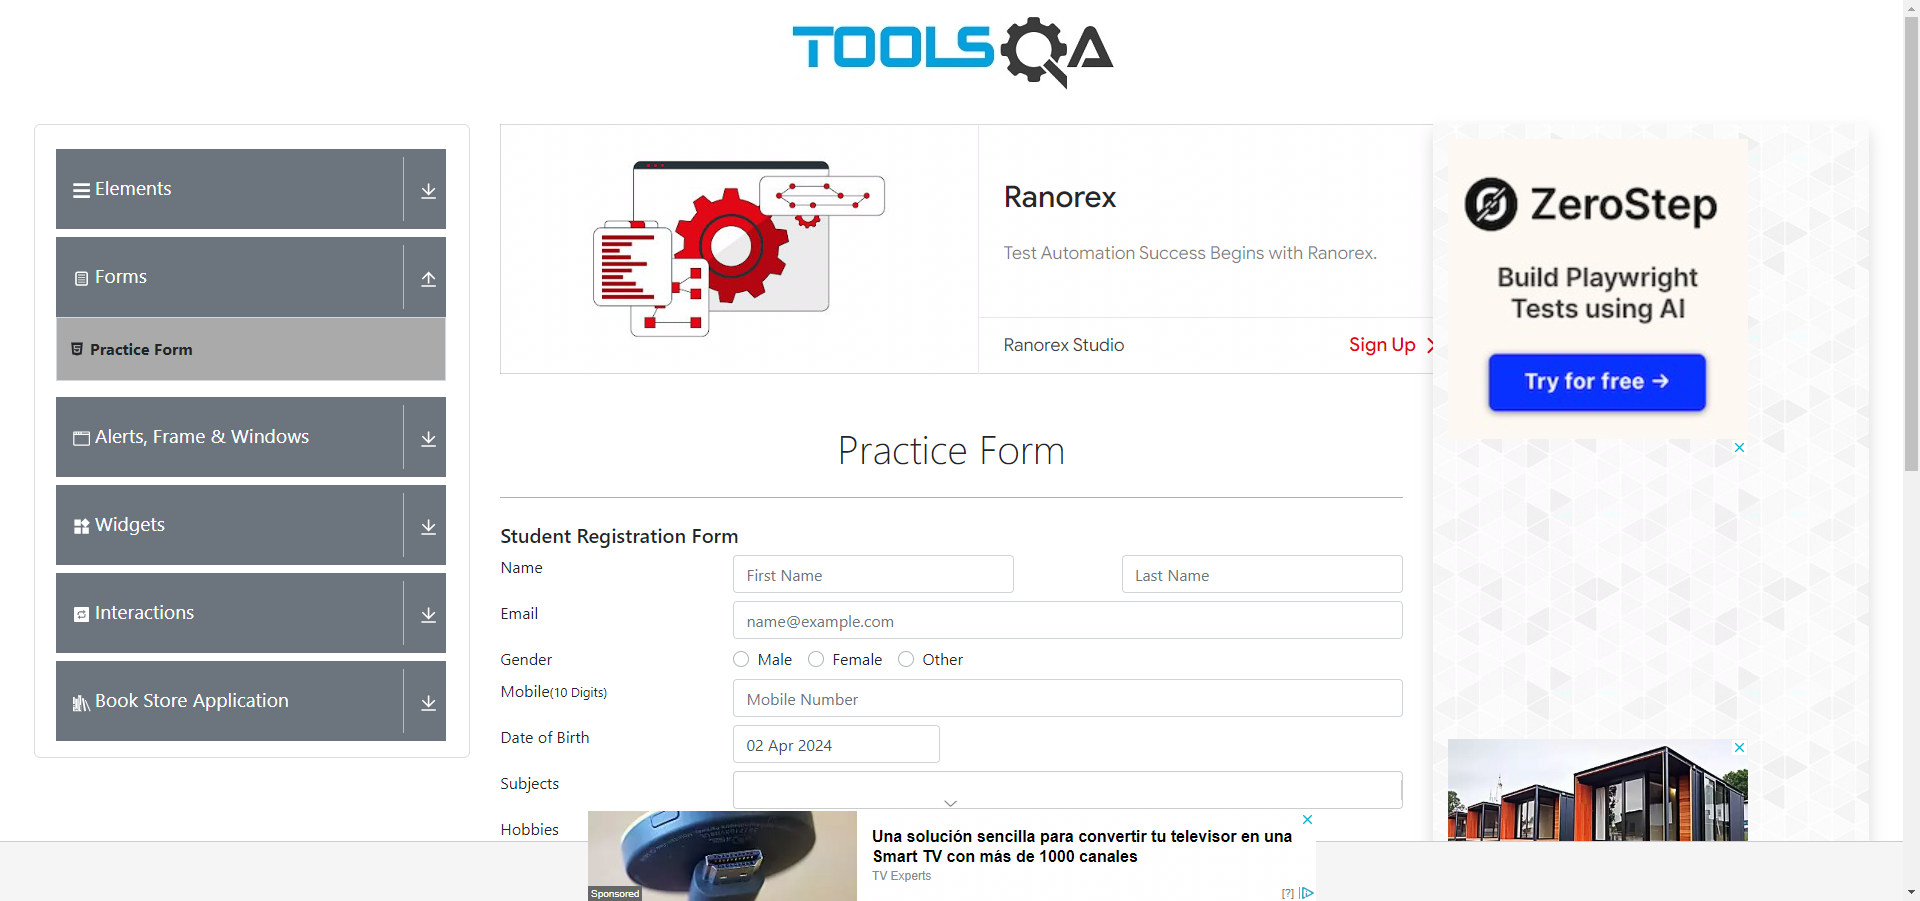 TOOLSQA
Elements
Forms
Practice Form
Alerts, Frame & Windows
Widgets
Interactions
Book Store Application
Ranorex
Test Automation Success Begins with Ranorex.
Ranorex Studio
Sign Up
ZeroStep
Build Playwright
Tests using AI
Try for free →
Practice Form
Student Registration Form
Name
First Name
Last Name
Email
name@example.com
Gender
Male
Female
Other
Mobile(10 Digits)
Mobile Number
Date of Birth
02 Apr 2024
Subjects
Hobbies
Una solución sencilla para convertir tu televisor en una
Smart TV con más de 1000 canales
TV Experts
Sponsored
[?]